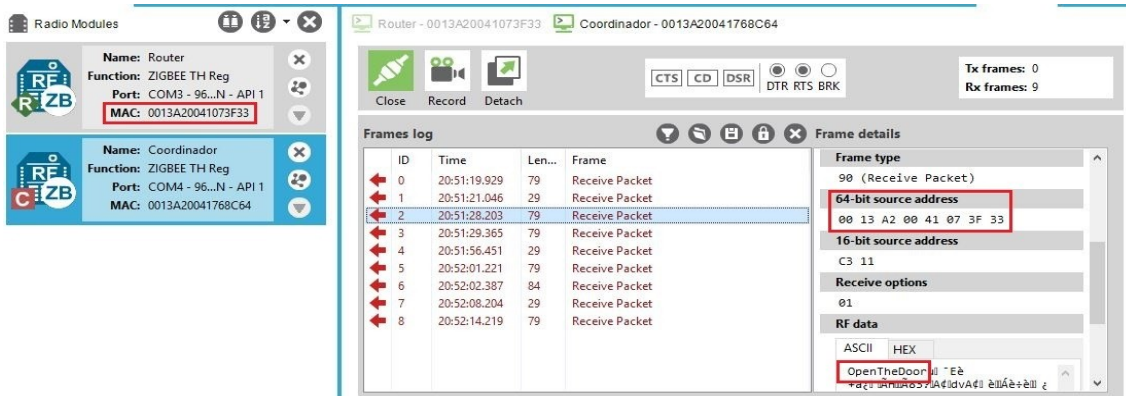 Radio Modules
Name: Router
Function: ZIGBEE TH Reg
Port: COM3 - 96...N - API 1
MAC: 0013A20041073F33
RF
R ZB
Name: Coordinador
Function: ZIGBEE TH Reg
Port: COM4 - 96...N - API 1
MAC: 0013A20041768C64
RF
C ZB
Router - 0013A20041073F33 Coordinador - 0013A20041768C64
Close Record Detach
CTS CD DSR DTR RTS BRK
Tx frames: 0
Rx frames: 9
Frames log
ID Time Len... Frame
0 20:51:19.929 79 Receive Packet
1 20:51:21.046 29 Receive Packet
2 20:51:28.203 79 Receive Packet
3 20:51:29.365 79 Receive Packet
4 20:51:56.451 29 Receive Packet
5 20:52:01.221 79 Receive Packet
6 20:52:02.387 84 Receive Packet
7 20:52:08.204 29 Receive Packet
8 20:52:14.219 79 Receive Packet
Frame details
Frame type
90 (Receive Packet)
64-bit source address
00 13 A2 00 41 07 3F 33
16-bit source address
C3 11
Receive options
01
RF data
ASCII HEX
OpenTheDoor